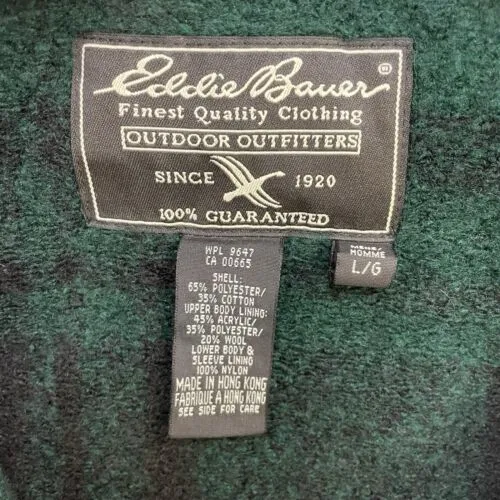 Eddie Bauer ®
Finest Quality Clothing
OUTDOOR OUTFITTERS
SINCE 1920
100% GUARANTEED
WPL 9647
CA 00665
SHELL:
65% POLYESTER/
35% COTTON
UPPER BODY LINING:
45% ACRYLIC/
35% POLYESTER/
20% WOOL
LOWER BODY &
SLEEVE LINING
100% NYLON
MADE IN HONG KONG
FABRIQUE A HONG KONG
SEE SIDE FOR CARE
MENS/
HOMME
L/G